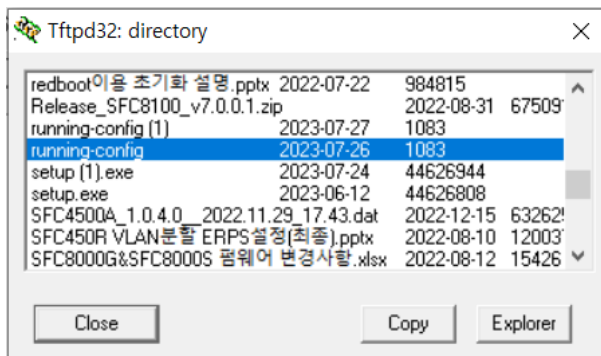 Tftpd32: directory
redboot이용 초기화 설명.pptx 2022-07-22 984815
Release_SFC8100_v7.0.0.1.zip 2022-08-31 67509
running-config (1) 2023-07-27 1083
running-config 2023-07-26 1083
setup (1).exe 2023-07-24 44626944
setup.exe 2023-06-12 44626808
SFC4500A_1.0.4.0__2022.11.29_17.43.dat 2022-12-15 63262
SFC450R VLAN분할 ERPS설정(최종).pptx 2022-08-10 12003
SFC8000G&SFC8000S 펌웨어 변경사항.xlsx 2022-08-12 15426
Close Copy Explorer